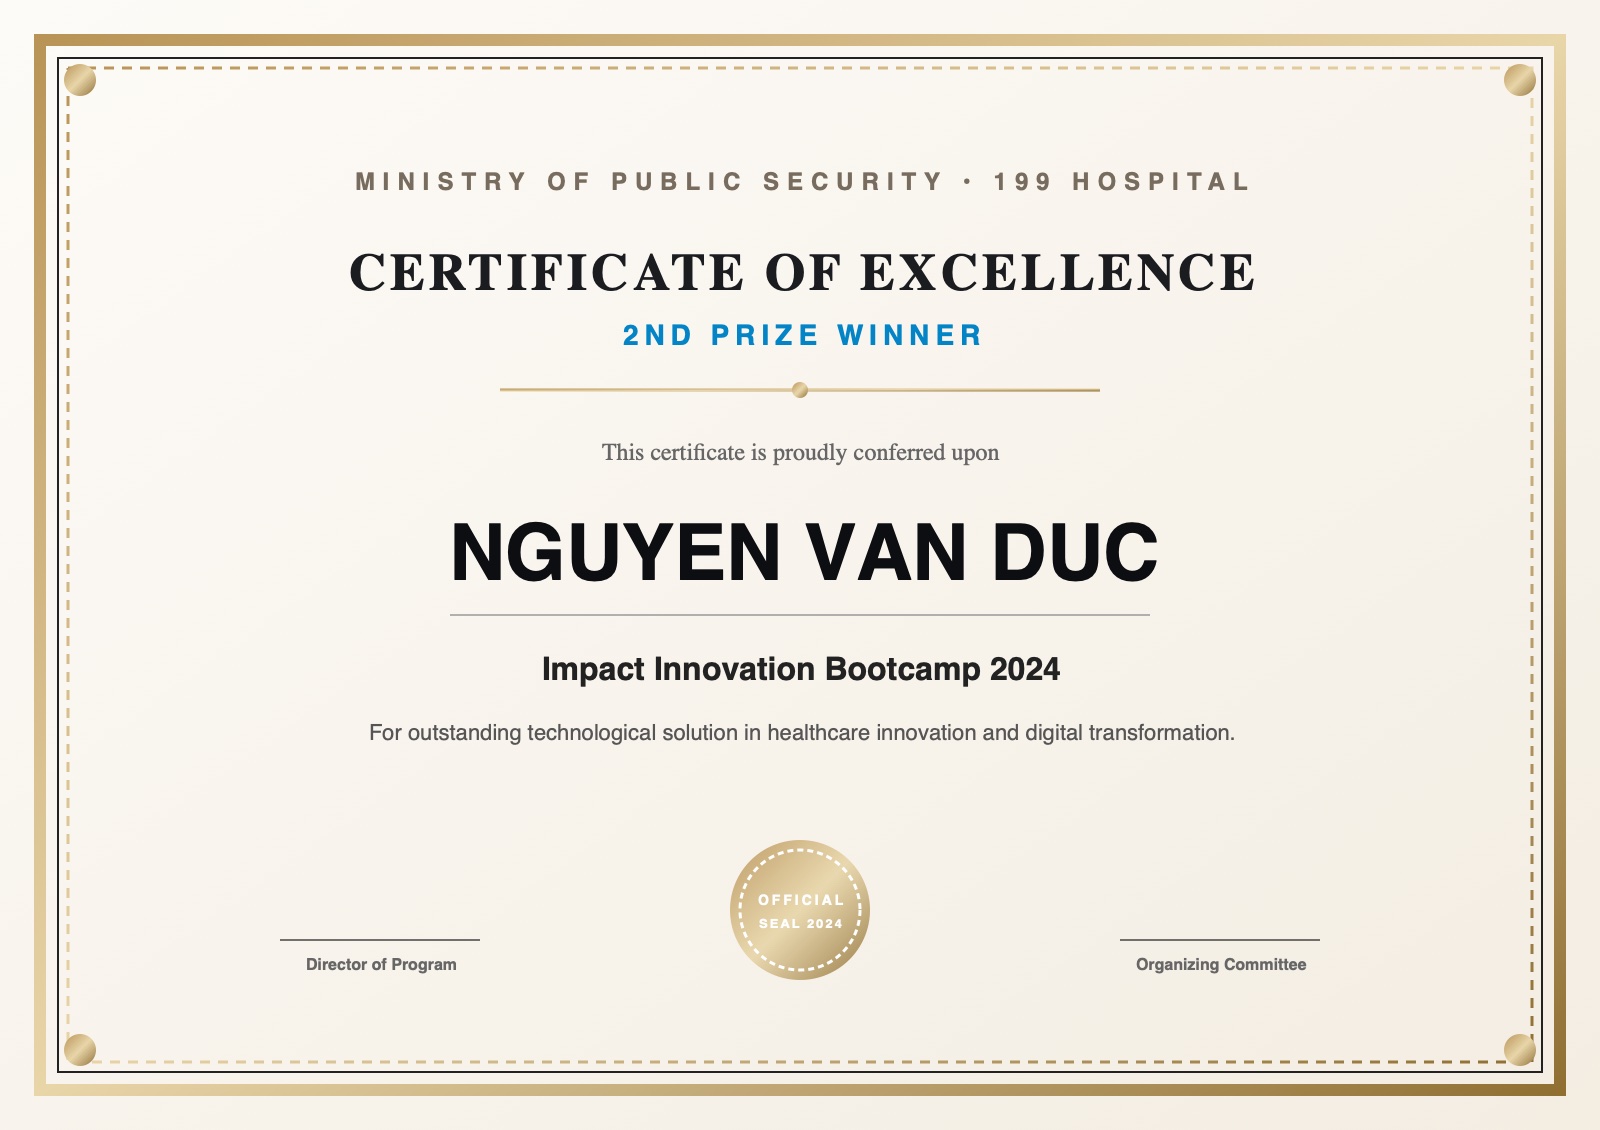 MINISTRY OF PUBLIC SECURITY • 199 HOSPITAL
CERTIFICATE OF EXCELLENCE
2ND PRIZE WINNER
This certificate is proudly conferred upon
NGUYEN VAN DUC
Impact Innovation Bootcamp 2024
For outstanding technological solution in healthcare innovation and digital transformation.
OFFICIAL
SEAL 2024
Director of Program
Organizing Committee